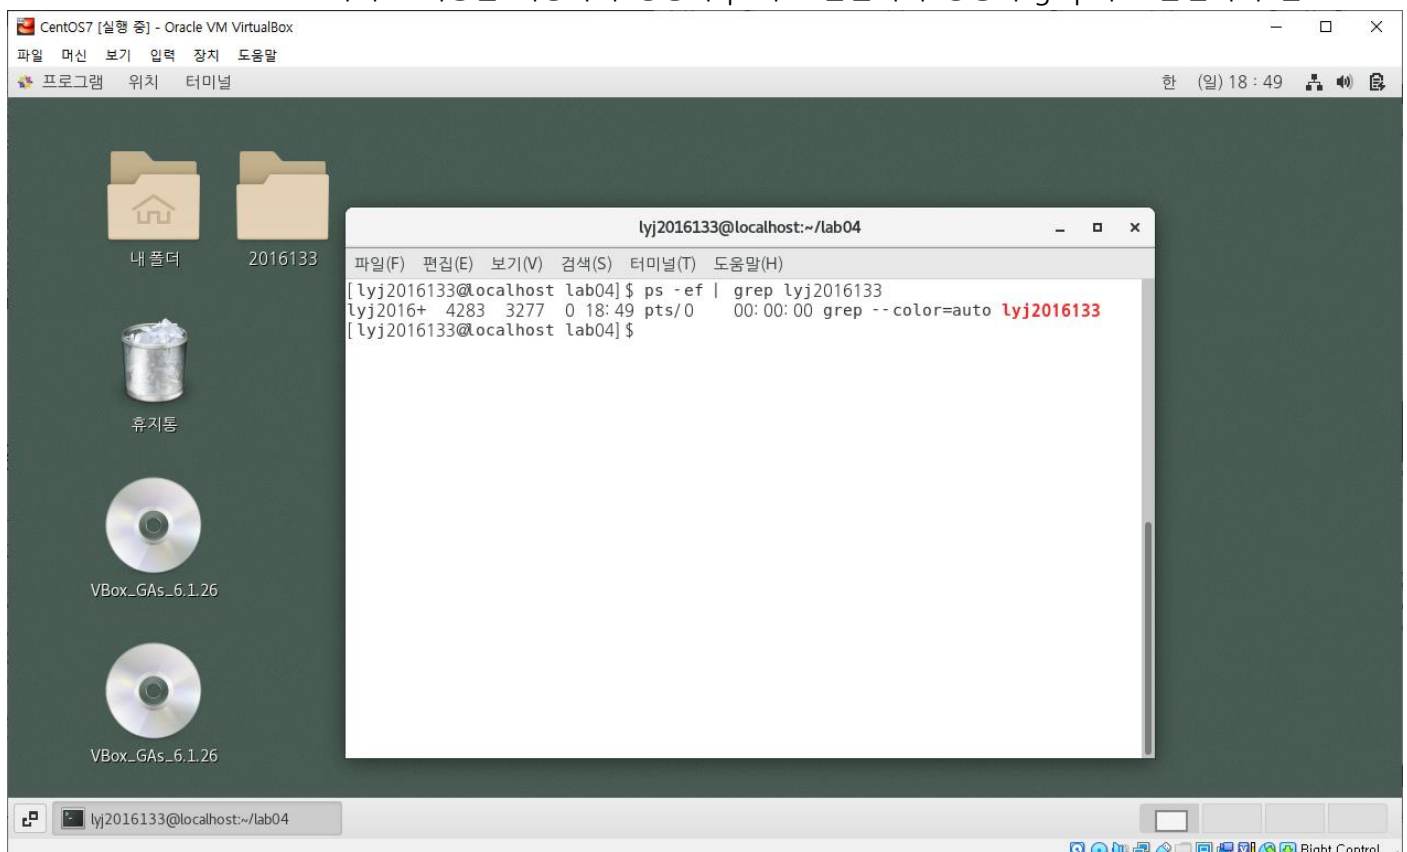 CentOS7 [실행 중] - Oracle VM VirtualBox
파일 머신 보기 입력 장치 도움말
프로그램 위치 터미널 한 (일) 18 : 49
내 폴더
2016133
lyj2016133@localhost:~/lab04
파일(F) 편집(E) 보기(V) 검색(S) 터미널(T) 도움말(H)
[lyj2016133@localhost lab04]$ ps -ef | grep lyj2016133
lyj2016+ 4283 3277 0 18:49 pts/0 00:00:00 grep --color=auto lyj2016133
[lyj2016133@localhost lab04]$
휴지통
VBox_GAs_6.1.26
VBox_GAs_6.1.26
lyj2016133@localhost:~/lab04
Right Control